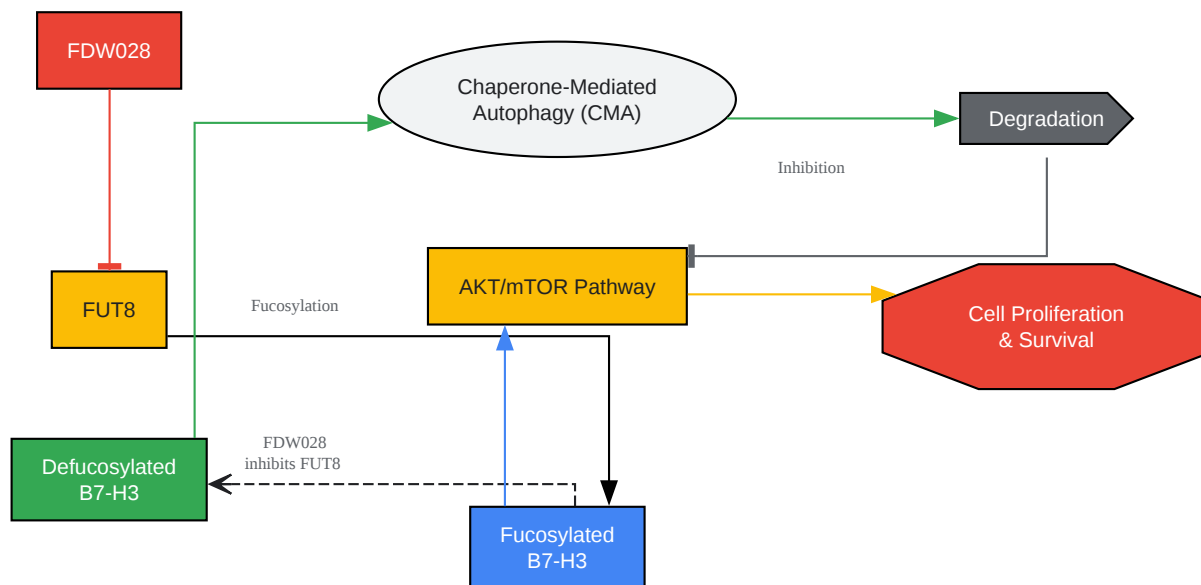 FDW028
Chaperone-Mediated
Autophagy (CMA)
Degradation
Inhibition
FUT8
Fucosylation
AKT/mTOR Pathway
Cell Proliferation
& Survival
Defucosylated
B7-H3
FDW028
inhibits FUT8
Fucosylated
B7-H3